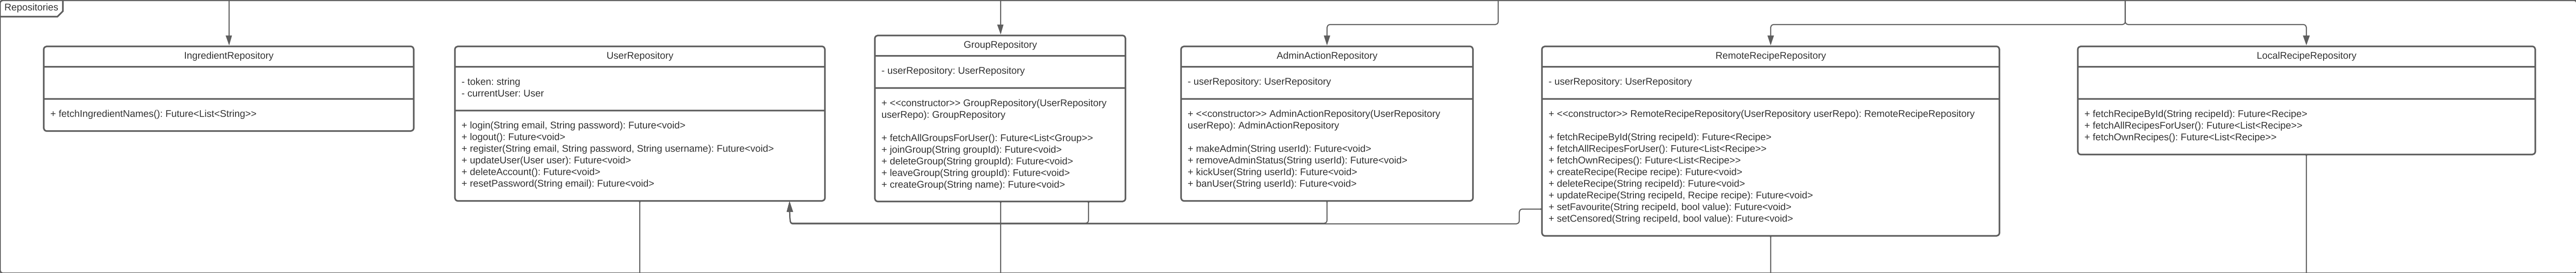 Repositories
IngredientRepository
+ fetchIngredientNames(): Future<List<String>>
UserRepository
- token: string
- currentUser: User
+ login(String email, String password): Future<void>
+ logout(): Future<void>
+ register(String email, String password, String username): Future<void>
+ updateUser(User user): Future<void>
+ deleteAccount(): Future<void>
+ resetPassword(String email): Future<void>
GroupRepository
- userRepository: UserRepository
+ <<constructor>> GroupRepository(UserRepository
userRepo): GroupRepository
+ fetchAllGroupsForUser(): Future<List<Group>>
+ joinGroup(String groupId): Future<void>
+ deleteGroup(String groupId): Future<void>
+ leaveGroup(String groupId): Future<void>
+ createGroup(String name): Future<void>
AdminActionRepository
- userRepository: UserRepository
+ <<constructor>> AdminActionRepository(UserRepository
userRepo): AdminActionRepository
+ makeAdmin(String userId): Future<void>
+ removeAdminStatus(String userId): Future<void>
+ kickUser(String userId): Future<void>
+ banUser(String userId): Future<void>
RemoteRecipeRepository
- userRepository: UserRepository
+ <<constructor>> RemoteRecipeRepository(UserRepository userRepo): RemoteRecipeRepository
+ fetchRecipeById(String recipeId): Future<Recipe>
+ fetchAllRecipesForUser(): Future<List<Recipe>>
+ fetchOwnRecipes(): Future<List<Recipe>>
+ createRecipe(Recipe recipe): Future<void>
+ deleteRecipe(String recipeId): Future<void>
+ updateRecipe(String recipeId, Recipe recipe): Future<void>
+ setFavourite(String recipeId, bool value): Future<void>
+ setCensored(String recipeId, bool value): Future<void>
LocalRecipeRepository
+ fetchRecipeById(String recipeId): Future<Recipe>
+ fetchAllRecipesForUser(): Future<List<Recipe>>
+ fetchOwnRecipes(): Future<List<Recipe>>